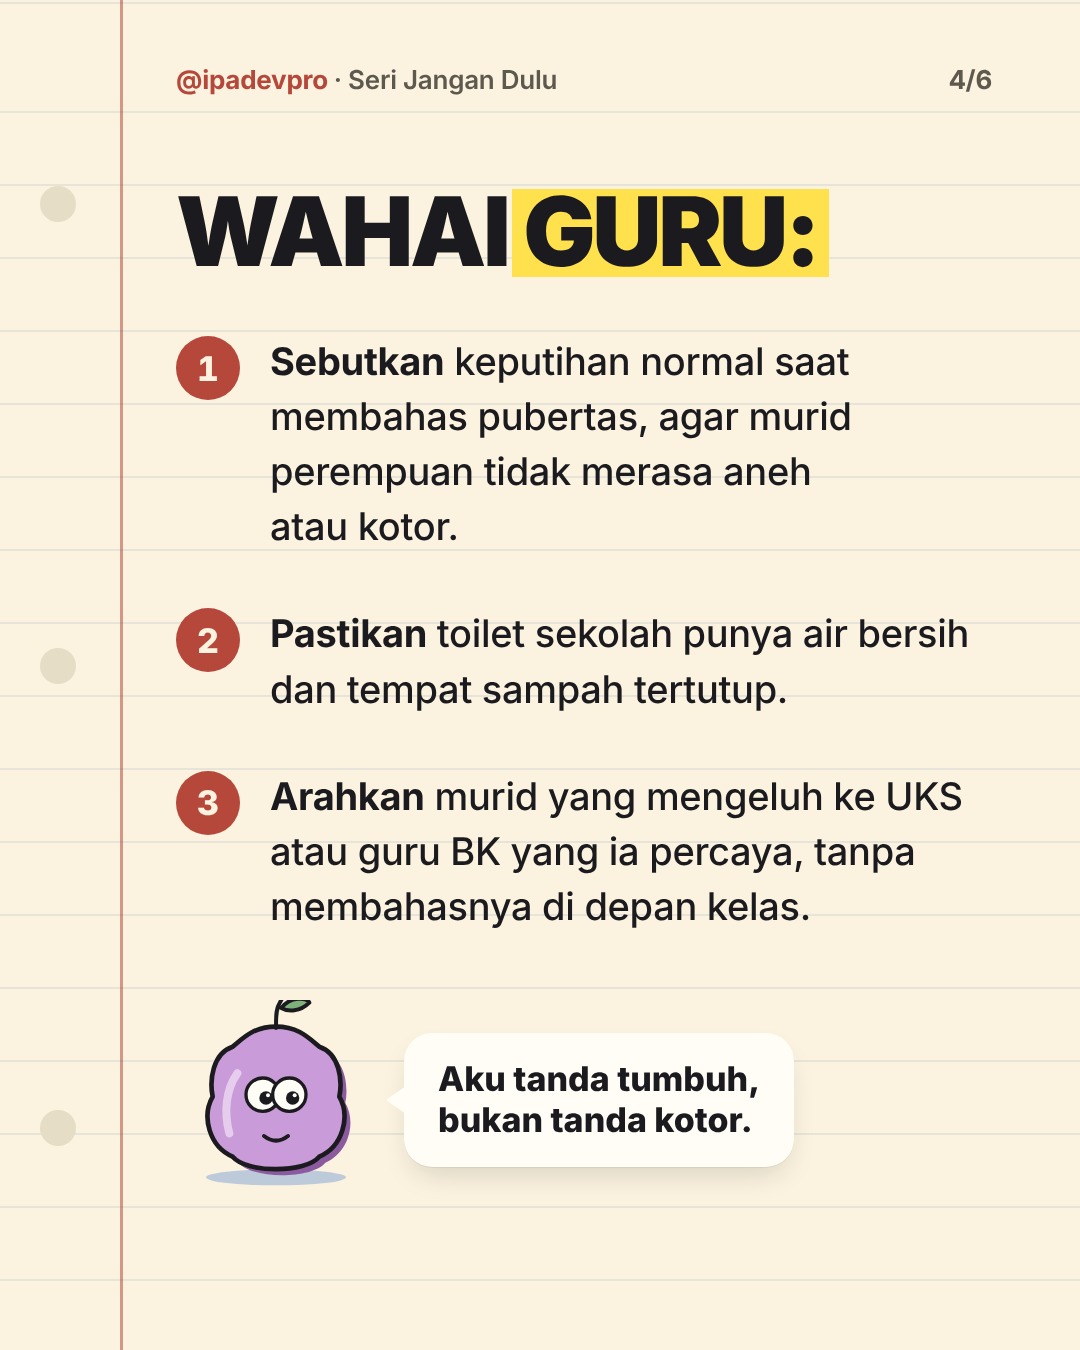 @ipadevpro · Seri Jangan Dulu
4/6
WAHAI GURU:
1
Sebutkan keputihan normal saat
membahas pubertas, agar murid
perempuan tidak merasa aneh
atau kotor.
2
Pastikan toilet sekolah punya air bersih
dan tempat sampah tertutup.
3
Arahkan murid yang mengeluh ke UKS
atau guru BK yang ia percaya, tanpa
membahasnya di depan kelas.
Aku tanda tumbuh,
bukan tanda kotor.